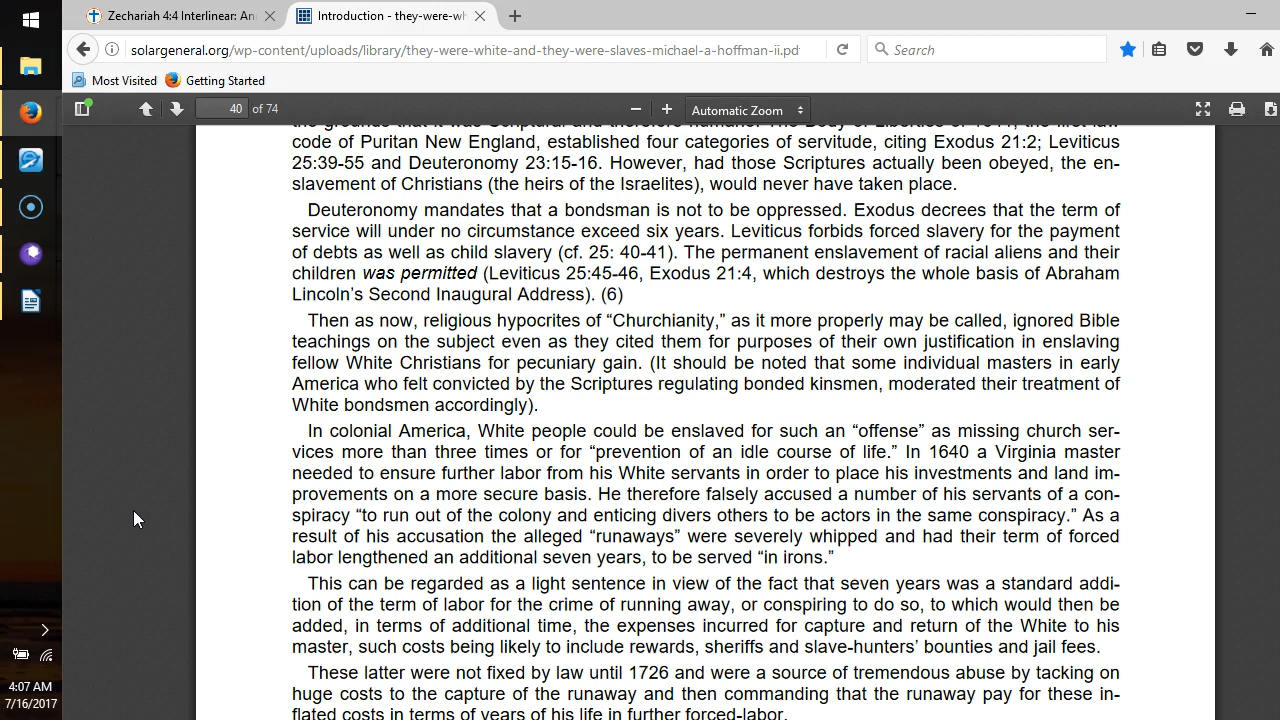 Zechariah 4:4 Interlinear: An
Introduction - they-were-wh
solargeneral.org/wp-content/uploads/library/they-were-white-and-they-were-slaves-michael-a-hoffman-ii.pd
Search
Most Visited
Getting Started
40 of 74
Automatic Zoom
code of Puritan New England, established four categories of servitude, citing Exodus 21:2; Leviticus
25:39-55 and Deuteronomy 23:15-16. However, had those Scriptures actually been obeyed, the en-
slavement of Christians (the heirs of the Israelites), would never have taken place.
Deuteronomy mandates that a bondsman is not to be oppressed. Exodus decrees that the term of
service will under no circumstance exceed six years. Leviticus forbids forced slavery for the payment
of debts as well as child slavery (cf. 25: 40-41). The permanent enslavement of racial aliens and their
children was permitted (Leviticus 25:45-46, Exodus 21:4, which destroys the whole basis of Abraham
Lincoln’s Second Inaugural Address). (6)
Then as now, religious hypocrites of “Churchianity,” as it more properly may be called, ignored Bible
teachings on the subject even as they cited them for purposes of their own justification in enslaving
fellow White Christians for pecuniary gain. (It should be noted that some individual masters in early
America who felt convicted by the Scriptures regulating bonded kinsmen, moderated their treatment of
White bondsmen accordingly).
In colonial America, White people could be enslaved for such an “offense” as missing church ser-
vices more than three times or for “prevention of an idle course of life.” In 1640 a Virginia master
needed to ensure further labor from his White servants in order to place his investments and land im-
provements on a more secure basis. He therefore falsely accused a number of his servants of a con-
spiracy “to run out of the colony and enticing divers others to be actors in the same conspiracy.” As a
result of his accusation the alleged “runaways” were severely whipped and had their term of forced
labor lengthened an additional seven years, to be served “in irons.”
This can be regarded as a light sentence in view of the fact that seven years was a standard addi-
tion of the term of labor for the crime of running away, or conspiring to do so, to which would then be
added, in terms of additional time, the expenses incurred for capture and return of the White to his
master, such costs being likely to include rewards, sheriffs and slave-hunters’ bounties and jail fees.
These latter were not fixed by law until 1726 and were a source of tremendous abuse by tacking on
huge costs to the capture of the runaway and then commanding that the runaway pay for these in-
flated costs in terms of years of his life in further forced-labor.
4:07 AM
7/16/2017